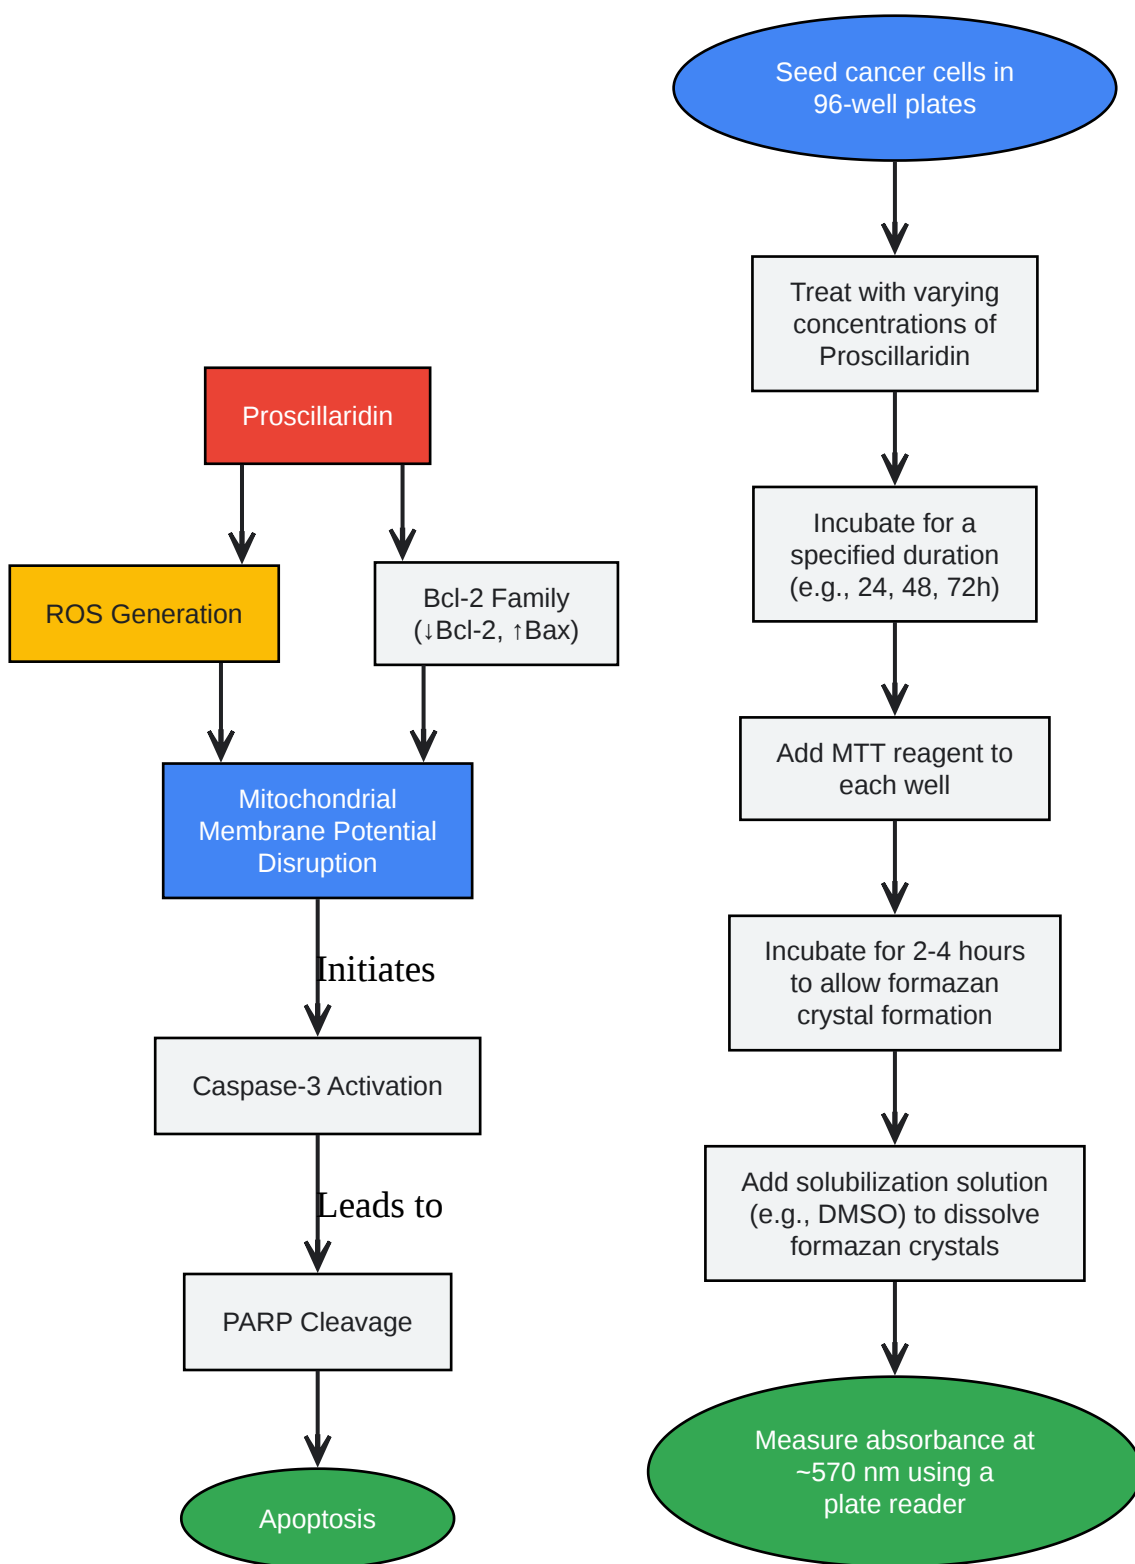 Proscillaridin
ROS Generation
Bcl-2 Family
(↓Bcl-2, ↑Bax)
Mitochondrial
Membrane Potential
Disruption
Initiates
Caspase-3 Activation
Leads to
PARP Cleavage
Apoptosis
Seed cancer cells in
96-well plates
Treat with varying
concentrations of
Proscillaridin
Incubate for a
specified duration
(e.g., 24, 48, 72h)
Add MTT reagent to
each well
Incubate for 2-4 hours
to allow formazan
crystal formation
Add solubilization solution
(e.g., DMSO) to dissolve
formazan crystals
Measure absorbance at
~570 nm using a
plate reader